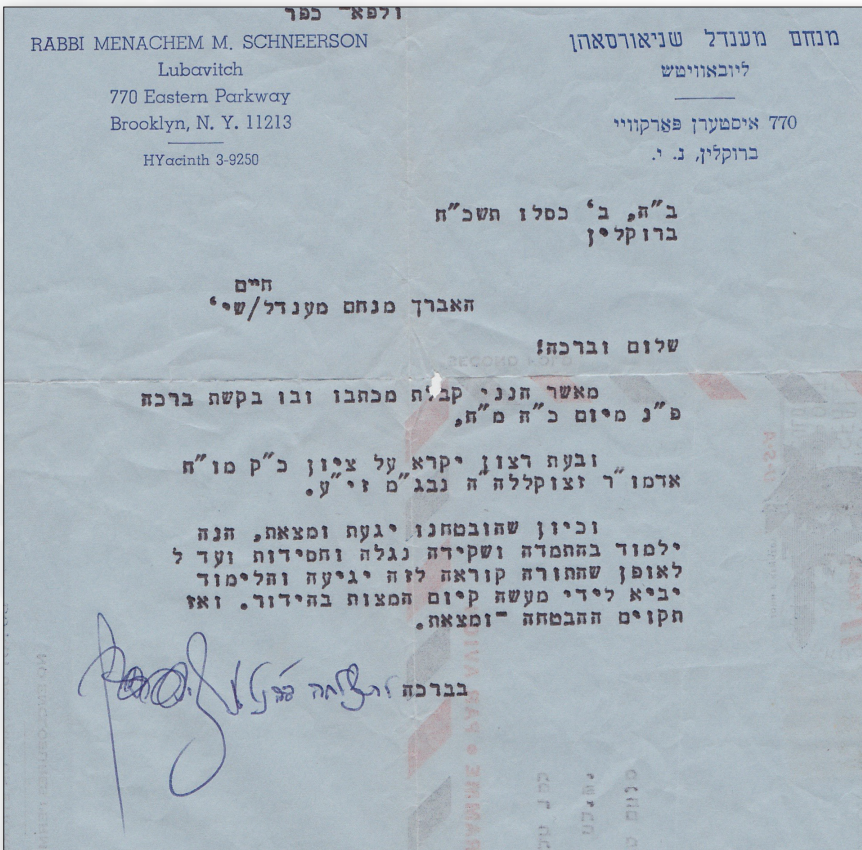 RABBI MENACHEM M. SCHNEERSON
Lubavitch
770 Eastern Parkway
Brooklyn, N. Y. 11213
HYacinth 3-9250
מנחם מענדל שניאורסאהן
ליובאוויטש
770 איסטערן פארקוויי
ברוקלין, נ. י.
ב"ה, ב' כסלו תשכ"ח
ברוקלין
חיים
האברך מנחם מענדל/שי'
שלום וברכה!
SECOND FOLD
מאשר הנני קבלת מכתבו ובו בקשת ברכה
פ"נ מיום כ"ה מ"ח,
ובעת רצון יקרא על ציון כ"ק מו"ח
אדמו"ר זצוקללה"ה נבג"מ זי"ע.
וכיון שהובטחנו יגעת ומצאת, הנה
ילמוד בהתמדה ושקידה נגלה וחסידות ועד ל
לאופן שהתורה קוראה לזה יגיעה והלימוד
יביא לידי מעשה קיום המצות בהידור. ואז
תקוים ההבטחה -ומצאת.
בברכה להצלחה
PAR AVION